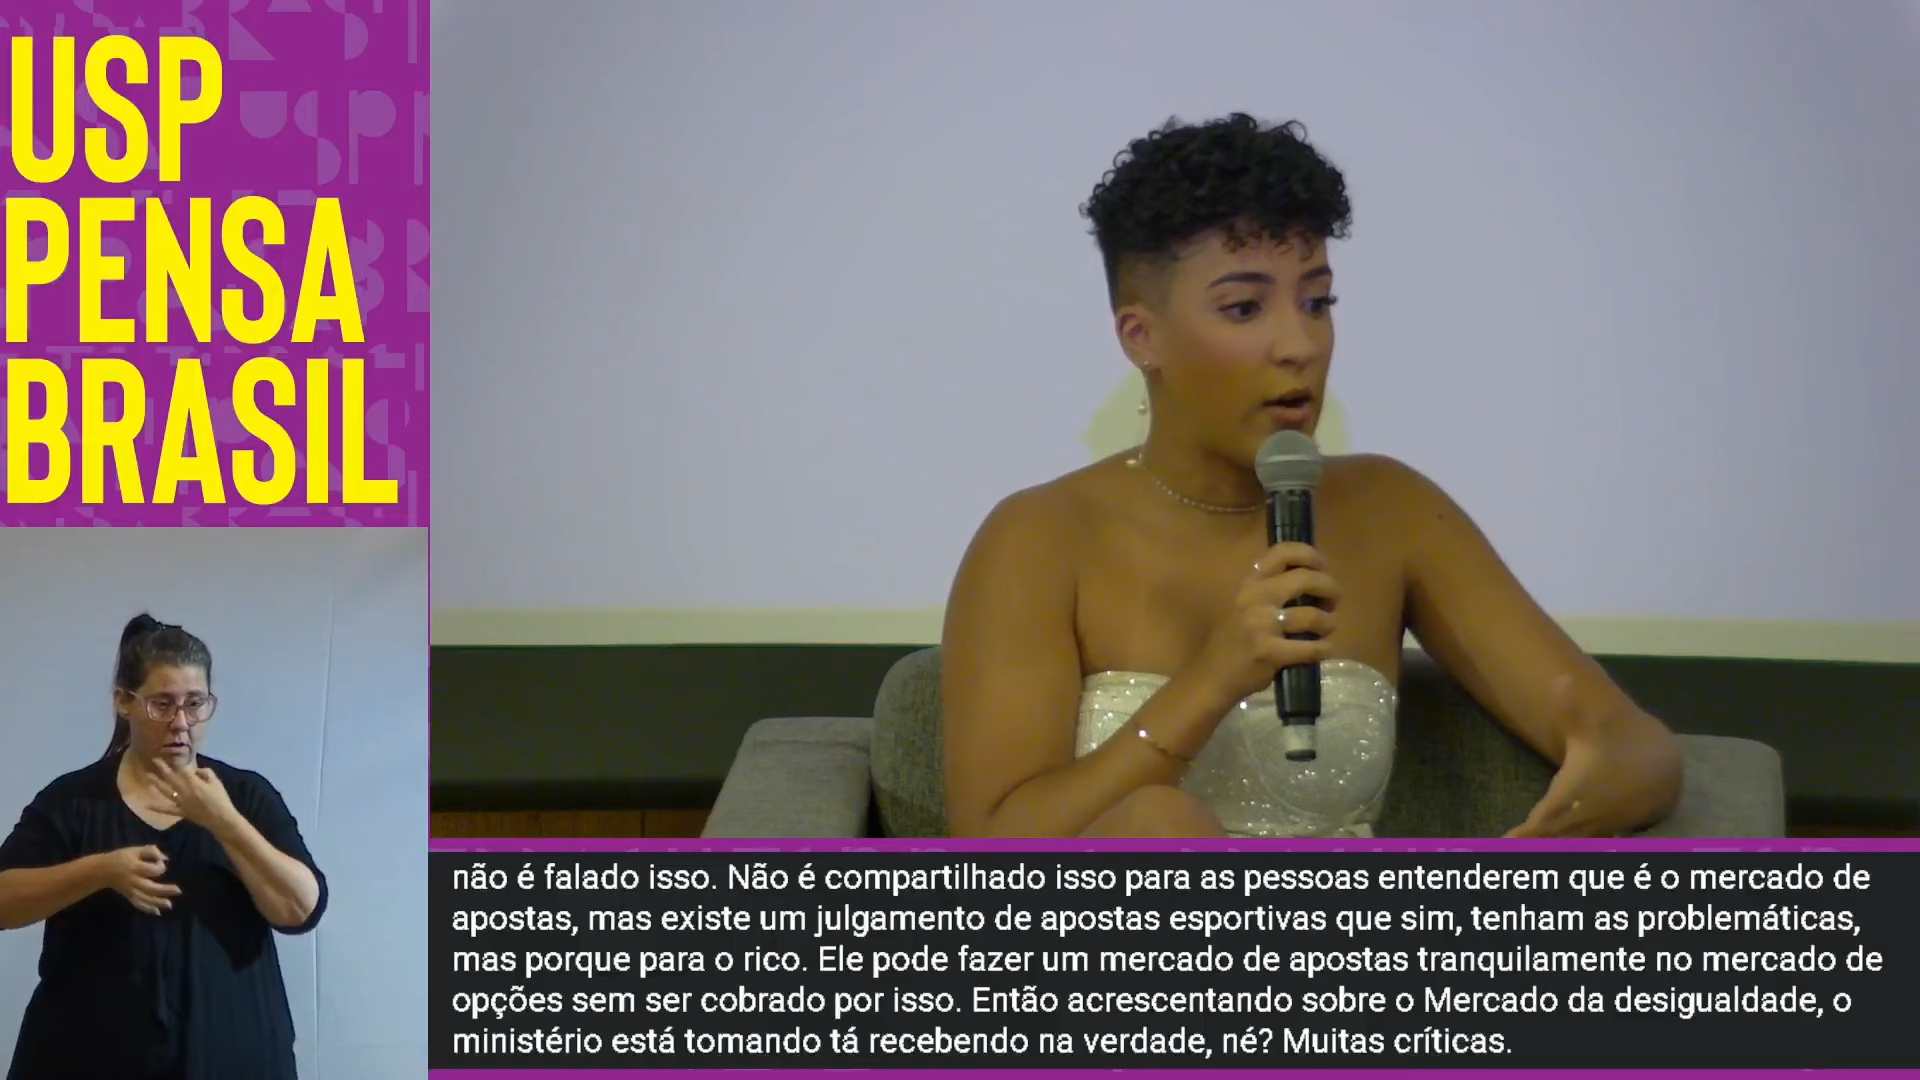 USP
PENSA
BRASIL
não é falado isso. Não é compartilhado isso para as pessoas entenderem que é o mercado de
apostas, mas existe um julgamento de apostas esportivas que sim, tenham as problemáticas,
mas porque para o rico. Ele pode fazer um mercado de apostas tranquilamente no mercado de
opções sem ser cobrado por isso. Então acrescentando sobre o Mercado da desigualdade, o
ministério está tomando tá recebendo na verdade, né? Muitas críticas.